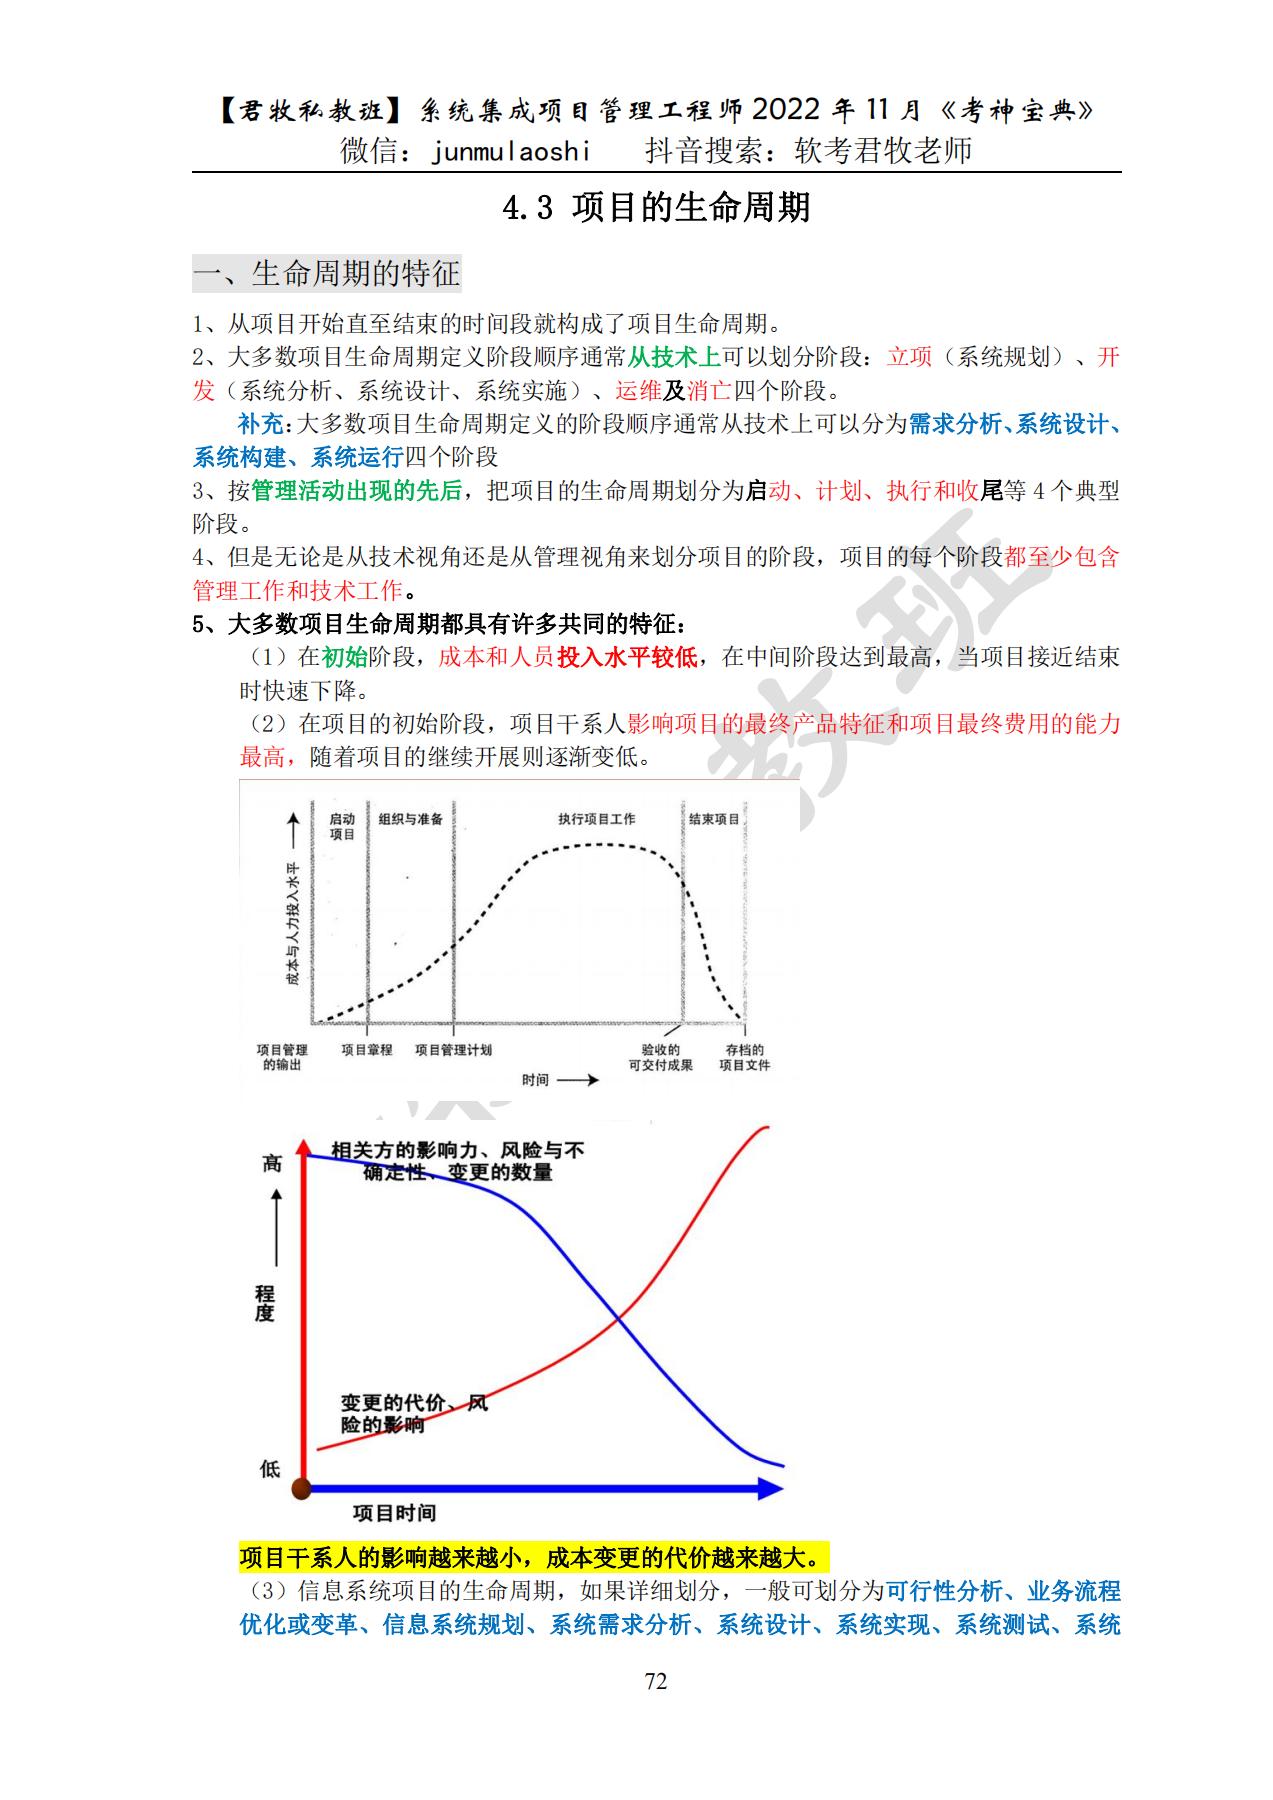 【君牧私教班】系统集成项目管理工程师2022年11月《考神宝典》
微信：junmulaoshi 抖音搜索：软考君牧老师
4.3 项目的生命周期
一、生命周期的特征
1、从项目开始直至结束的时间段就构成了项目生命周期。
2、大多数项目生命周期定义阶段顺序通常从技术上可以划分阶段：立项（系统规划）、开
发（系统分析、系统设计、系统实施）、运维及消亡四个阶段。
补充：大多数项目生命周期定义的阶段顺序通常从技术上可以分为需求分析、系统设计、
系统构建、系统运行四个阶段
3、按管理活动出现的先后，把项目的生命周期划分为启动、计划、执行和收尾等 4 个典型
阶段。
4、但是无论是从技术视角还是从管理视角来划分项目的阶段，项目的每个阶段都至少包含
管理工作和技术工作。
5、大多数项目生命周期都具有许多共同的特征：
（1）在初始阶段，成本和人员投入水平较低，在中间阶段达到最高，当项目接近结束
时快速下降。
（2）在项目的初始阶段，项目干系人影响项目的最终产品特征和项目最终费用的能力
最高，随着项目的继续开展则逐渐变低。
教班
启动
项目
组织与准备
执行项目工作
结束项目
成本与人力投入水平
项目管理
的输出
项目章程
项目管理计划
验收的
可交付成果
存档的
项目文件
时间
高
相关方的影响力、风险与不
确定性、变更的数量
程度
变更的代价、风
险的影响
低
项目时间
项目干系人的影响越来越小，成本变更的代价越来越大。
（3）信息系统项目的生命周期，如果详细划分，一般可划分为可行性分析、业务流程
优化或变革、信息系统规划、系统需求分析、系统设计、系统实现、系统测试、系统
72